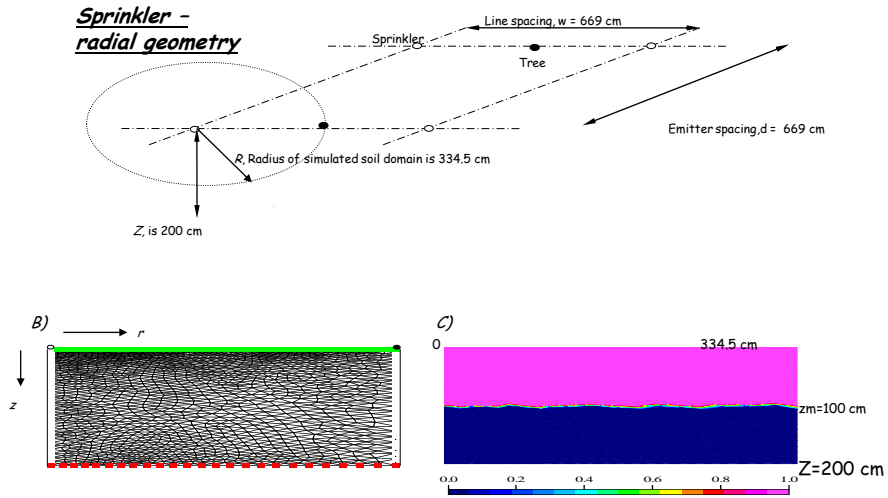 Sprinkler –
radial geometry
Line spacing, w = 669 cm
Sprinkler
Tree
Emitter spacing,d = 669 cm
R, Radius of simulated soil domain is 334.5 cm
Z, is 200 cm
B)
r
z
C)
0
334.5 cm
zm=100 cm
Z=200 cm
0.0 0.2 0.4 0.6 0.8 1.0